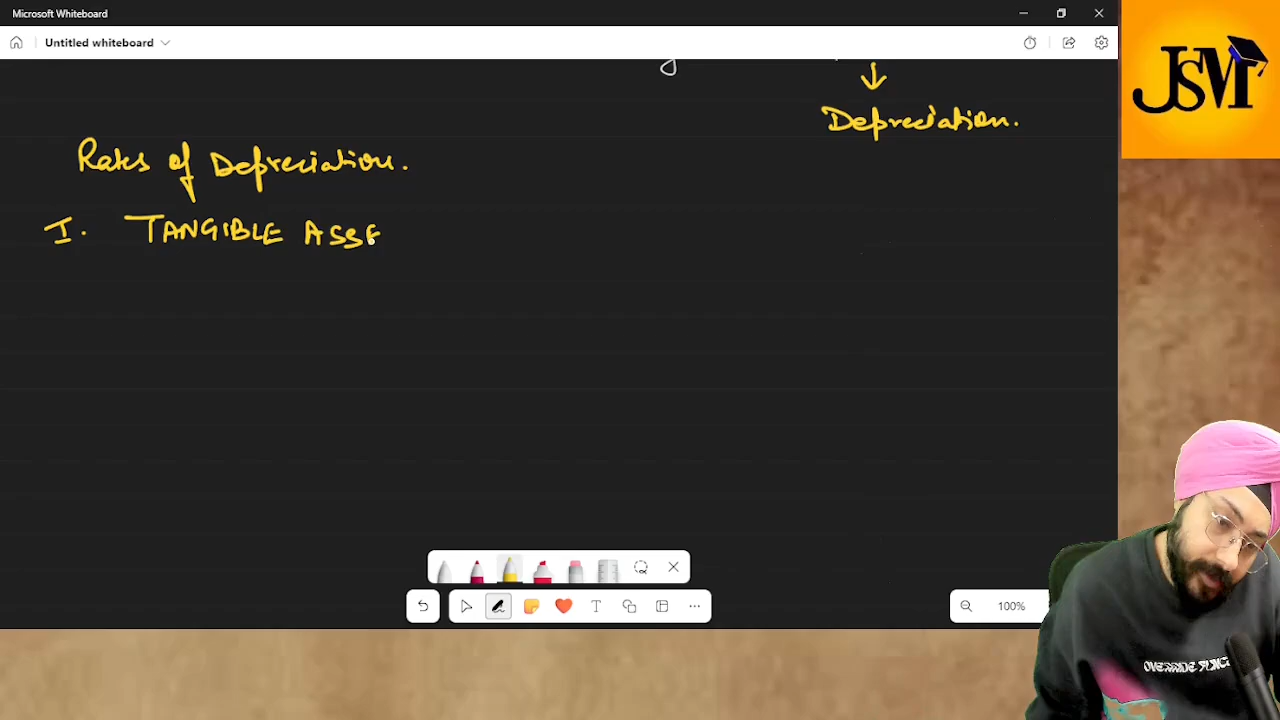 Microsoft Whiteboard
Untitled whiteboard
JSM
Depreciation.
Rates of Depreciation.
I. TANGIBLE ASSE
100%